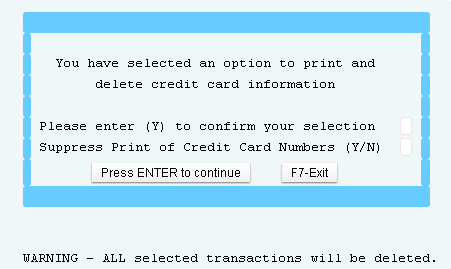 You have selected an option to print and
delete credit card information
Please enter (Y) to confirm your selection
Suppress Print of Credit Card Numbers (Y/N)
Press ENTER to continue F7-Exit
WARNING - ALL selected transactions will be deleted.